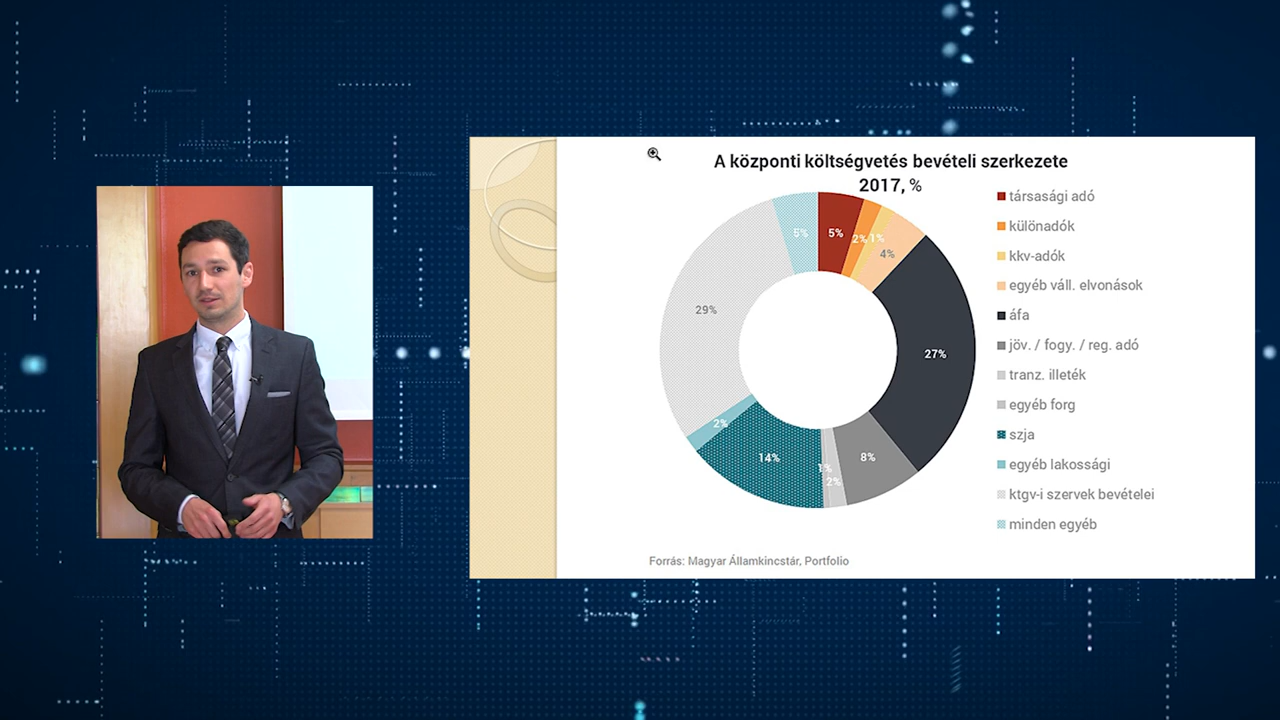 A központi költségvetés bevételi szerkezete
2017, %
5%
2%
1%
4%
27%
8%
2%
1%
14%
2%
29%
5%
társasági adó
különadók
kkv-adók
egyéb váll. elvonások
áfa
jöv. / fogy. / reg. adó
tranz. illeték
egyéb forg
szja
egyéb lakossági
ktgv-i szervek bevételei
minden egyéb
Forrás: Magyar Államkincstár, Portfolio